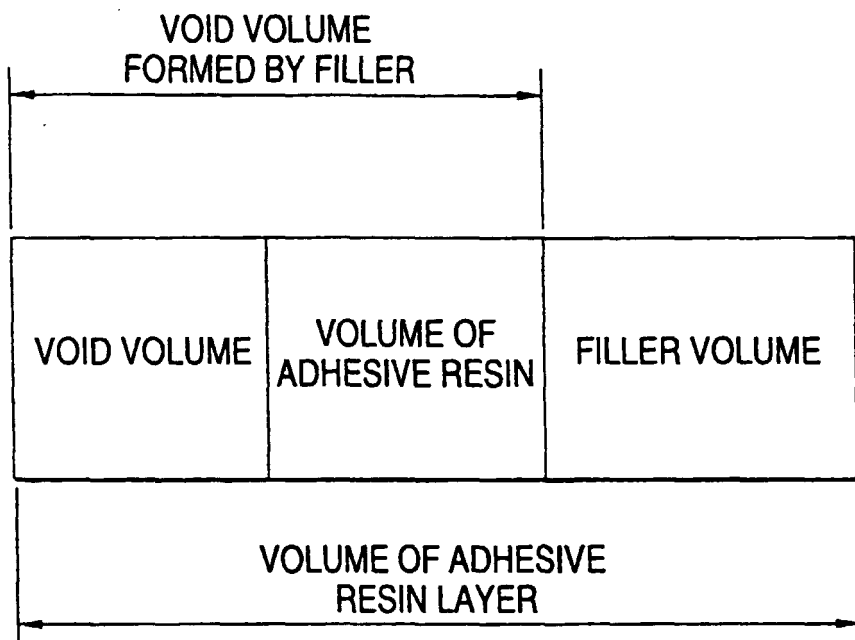 VOID VOLUME
FORMED BY FILLER
VOID VOLUME
VOLUME OF
ADHESIVE RESIN
FILLER VOLUME
VOLUME OF ADHESIVE
RESIN LAYER